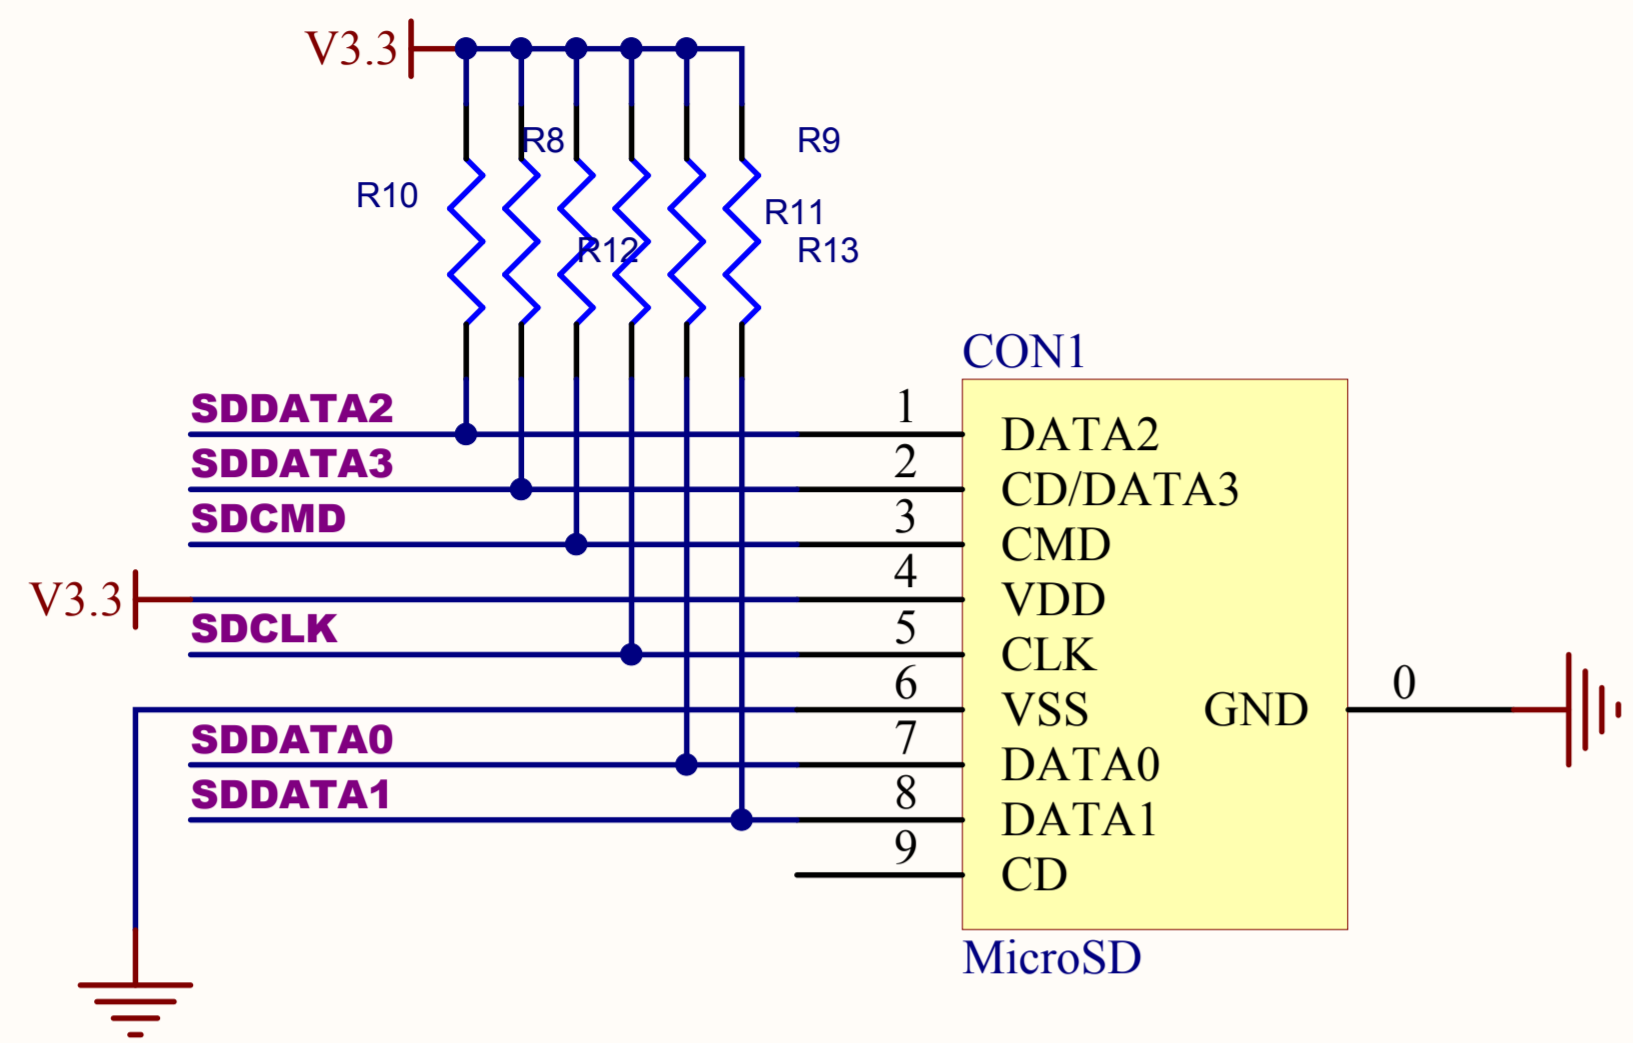 V3.3
R8
R9
R10
R11
R12
R13
CON1
SDDATA2
1
DATA2
SDDATA3
2
CD/DATA3
SDCMD
3
CMD
V3.3
4
VDD
SDCLK
5
CLK
6
VSS
GND
0
SDDATA0
7
DATA0
SDDATA1
8
DATA1
9
CD
MicroSD